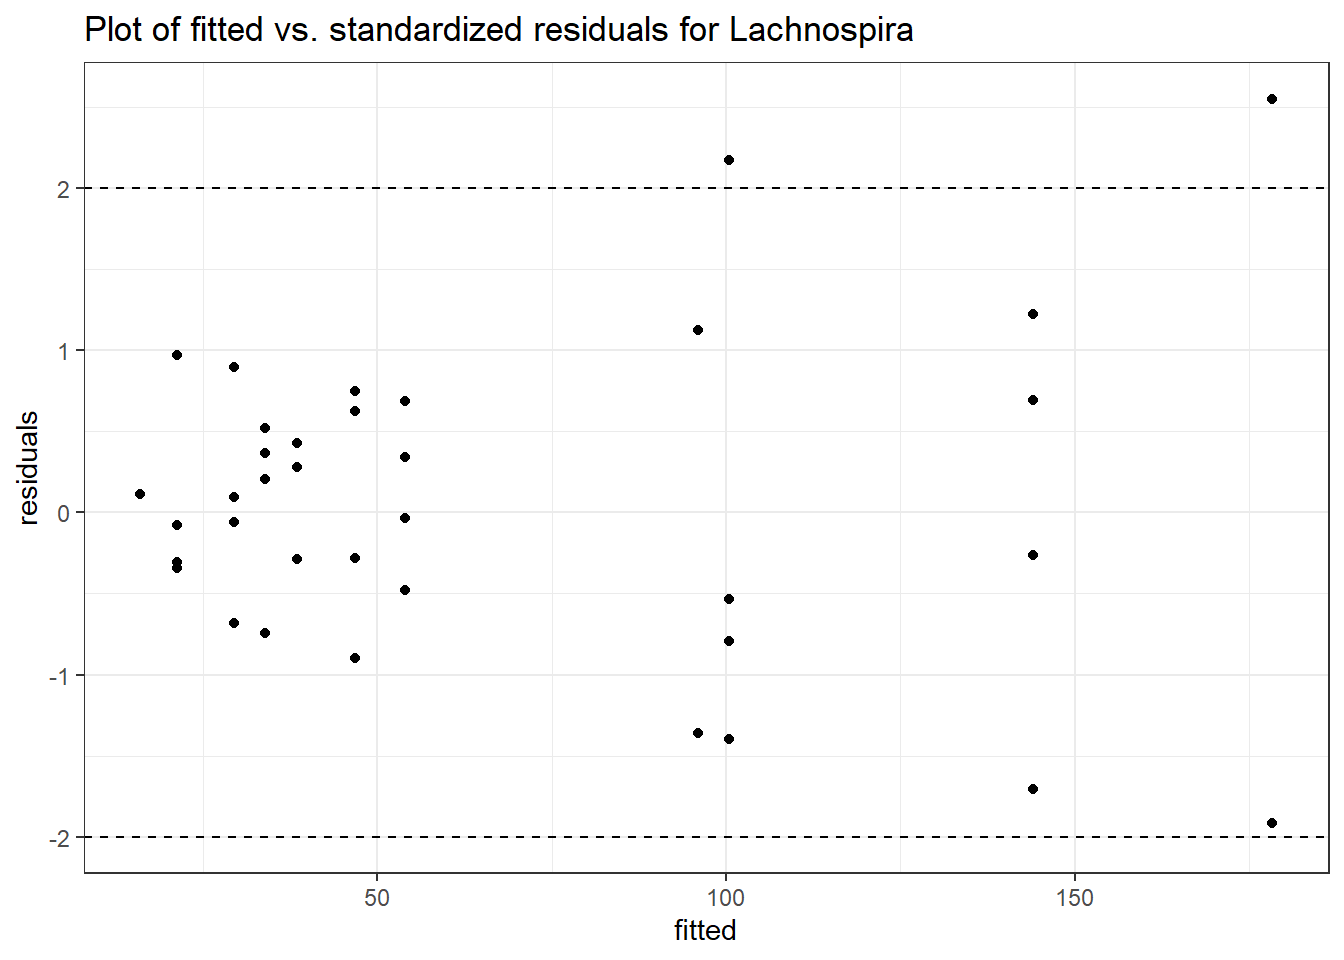 Plot of fitted vs. standardized residuals for Lachnospira
residuals
2
1
0
-1
-2
50 100 150
fitted